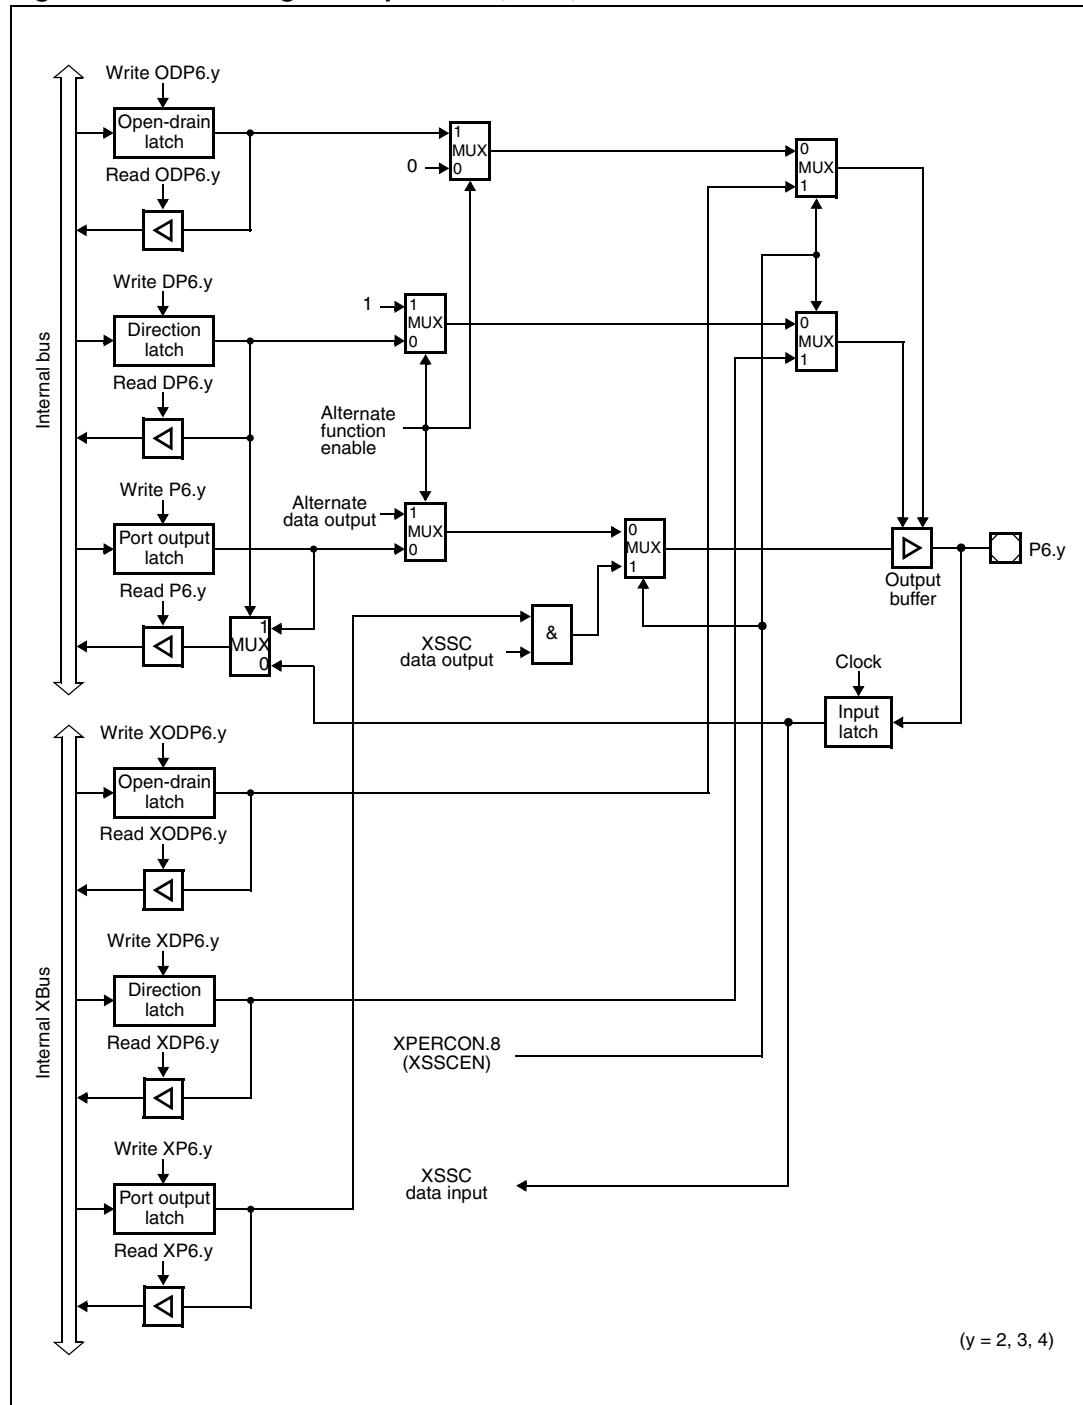 Write ODP6.y
Open-drain
latch
1
MUX
0
0
0
MUX
1
Read ODP6.y
Write DP6.y
Direction
latch
1
1
MUX
0
0
MUX
1
Read DP6.y
Internal bus
Alternate
function
enable
Write P6.y
Alternate
data output
1
MUX
0
Port output
latch
0
MUX
1
P6.y
Output
buffer
Read P6.y
1
MUX
0
XSSC
data output
&
Clock
Input
latch
Write XODP6.y
Open-drain
latch
Read XODP6.y
Write XDP6.y
Direction
latch
Internal XBus
Read XDP6.y
XPERCON.8
(XSSCEN)
Write XP6.y
XSSC
data input
Port output
latch
Read XP6.y
(y = 2, 3, 4)